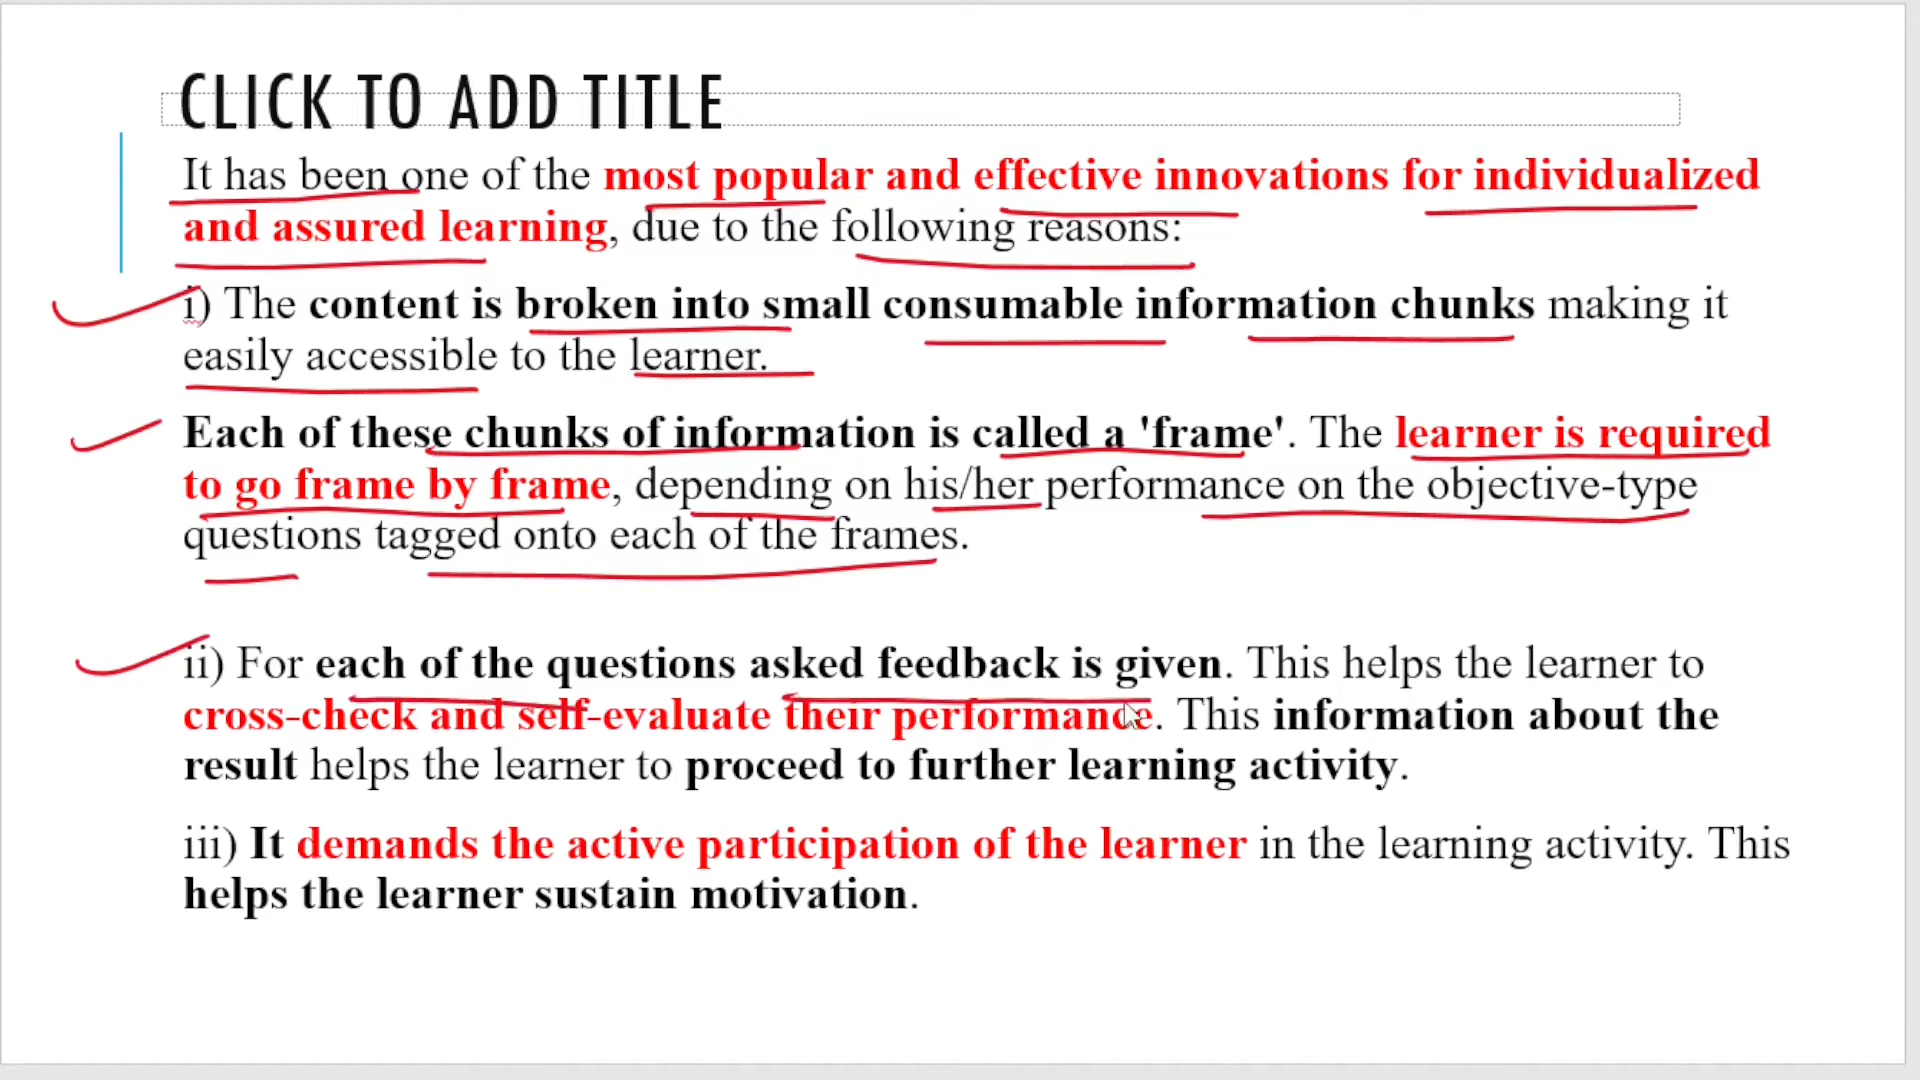 CLICK TO ADD TITLE
It has been one of the most popular and effective innovations for individualized
and assured learning, due to the following reasons:
i) The content is broken into small consumable information chunks making it
easily accessible to the learner.
Each of these chunks of information is called a 'frame'. The learner is required
to go frame by frame, depending on his/her performance on the objective-type
questions tagged onto each of the frames.
ii) For each of the questions asked feedback is given. This helps the learner to
cross-check and self-evaluate their performance. This information about the
result helps the learner to proceed to further learning activity.
iii) It demands the active participation of the learner in the learning activity. This
helps the learner sustain motivation.